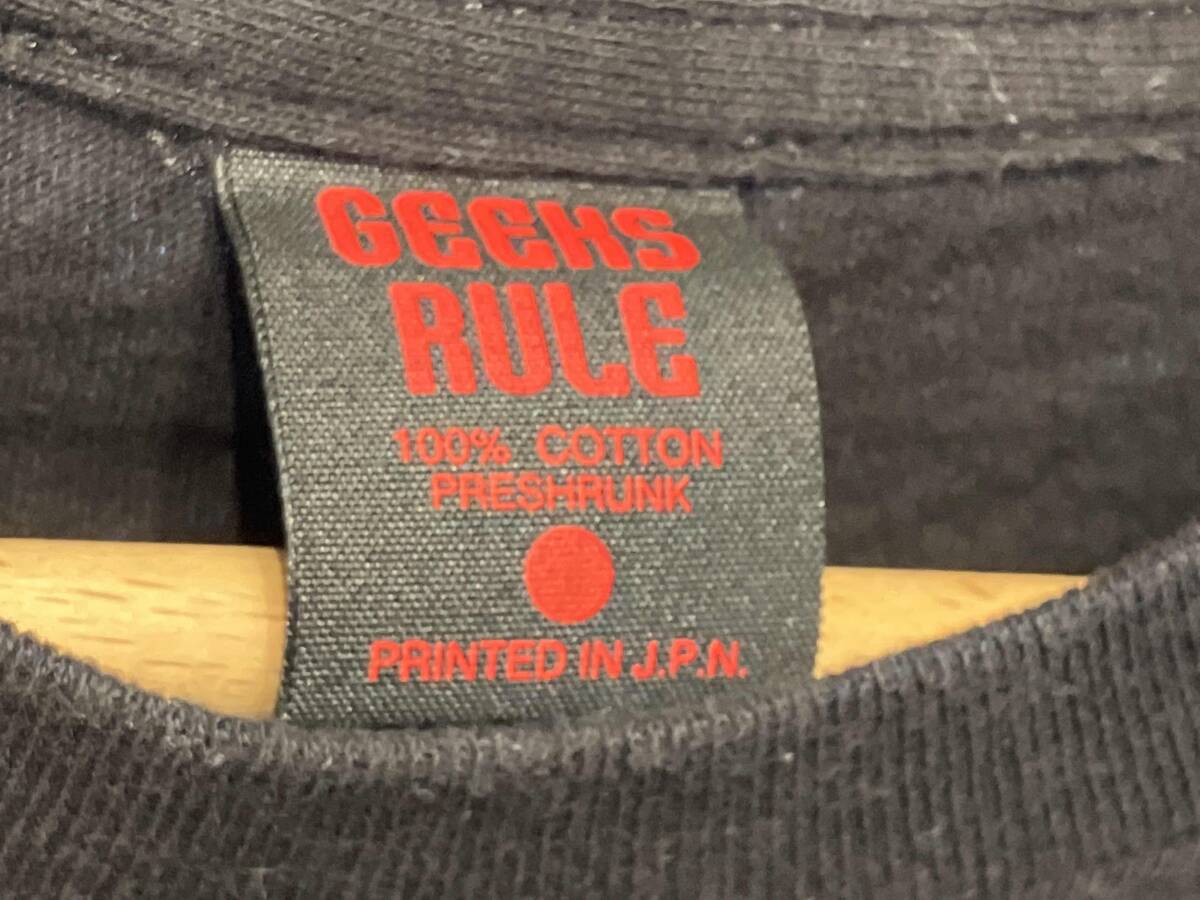 GEEKS
RULE
100% COTTON
PRESHRUNK
PRINTED IN J.P.N.